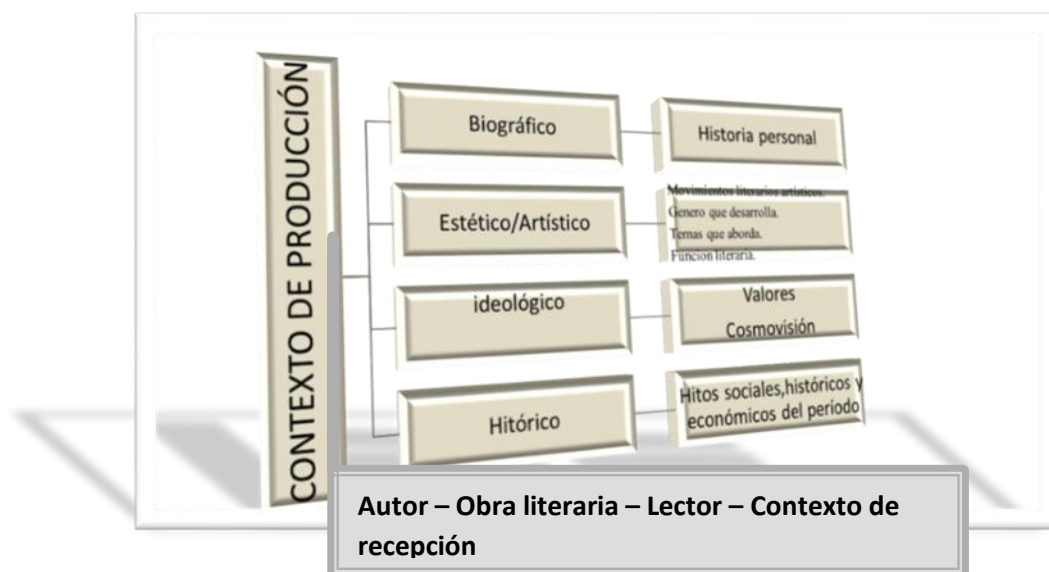 CONTEXTO DE PRODUCCIÓN
Biográfico
Historia personal
Estético/Artístico
Movimientos literarios artísticos.
Genero que desarrolla.
Temas que aborda.
Función literaria.
ideológico
Valores
Cosmovisión
Hitórico
Hitos sociales,históricos y
económicos del período
Autor – Obra literaria – Lector – Contexto de
recepción